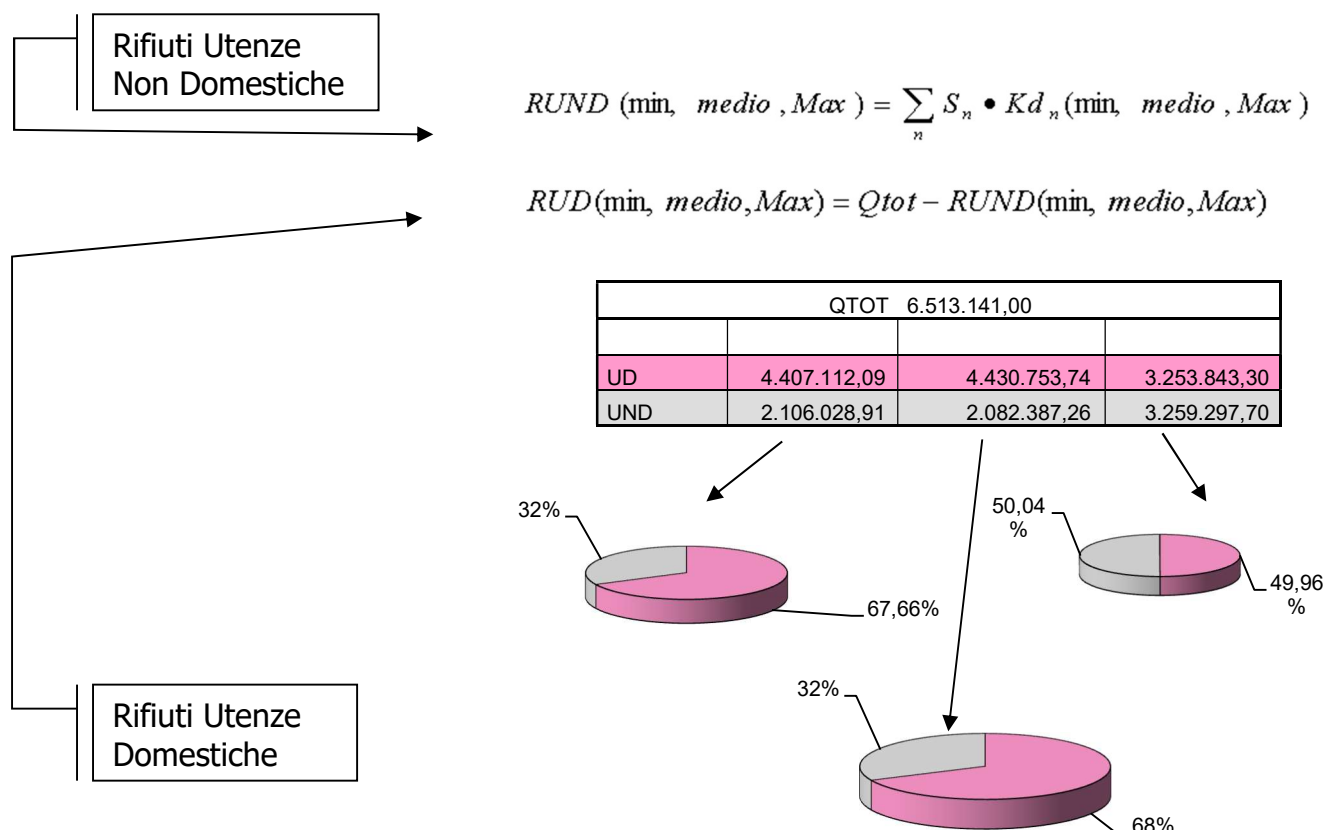 Rifiuti Utenze
Non Domestiche
RUND (min, medio , Max ) = ∑ S n • Kd n (min, medio , Max )
n
RUD(min, medio,Max) = Qtot − RUND(min, medio,Max)
QTOT 6.513.141,00
UD 4.407.112,09 4.430.753,74 3.253.843,30
UND 2.106.028,91 2.082.387,26 3.259.297,70
32%
67,66%
50,04
%
49,96
%
32%
68%
Rifiuti Utenze
Domestiche